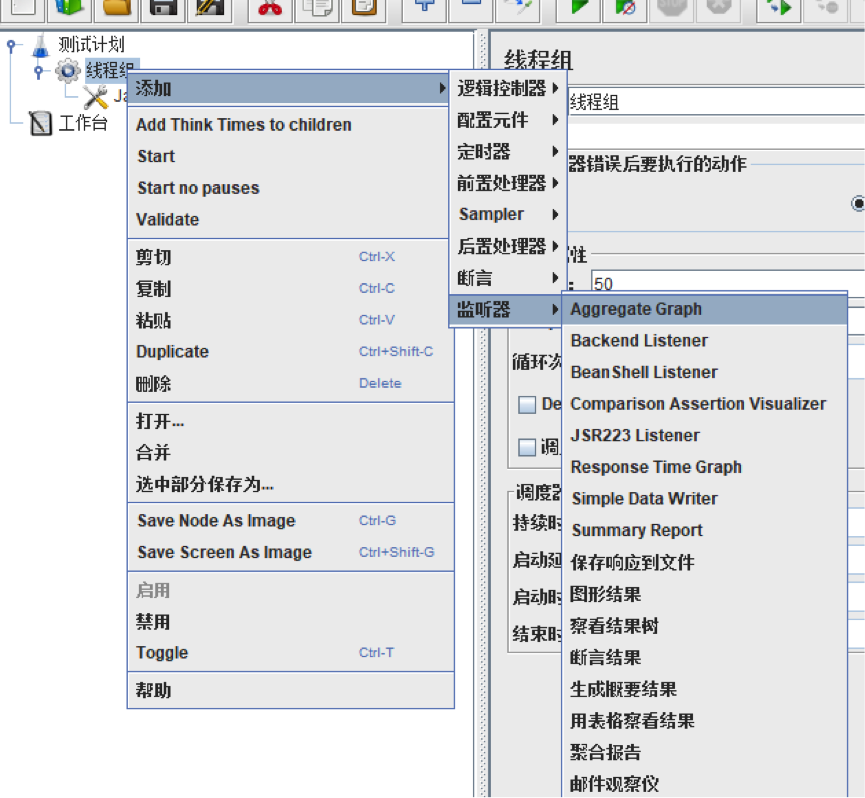 测试计划
线程组
Ja
工作台
添加
Add Think Times to children
Start
Start no pauses
Validate
剪切 Ctrl-X
复制 Ctrl-C
粘贴 Ctrl-V
Duplicate Ctrl+Shift-C
删除 Delete
打开...
合并
选中部分保存为...
Save Node As Image Ctrl-G
Save Screen As Image Ctrl+Shift-G
启用
禁用
Toggle Ctrl-T
帮助
逻辑控制器
配置元件
定时器
前置处理器
Sampler
后置处理器
断言
监听器
Aggregate Graph
Backend Listener
BeanShell Listener
Comparison Assertion Visualizer
JSR223 Listener
Response Time Graph
Simple Data Writer
Summary Report
保存响应到文件
图形结果
察看结果树
断言结果
生成概要结果
用表格察看结果
聚合报告
邮件观察仪
线程组
线程组
器错误后要执行的动作
性
50
循环次
De
调
调度器
持续时
启动延
启动时
结束时